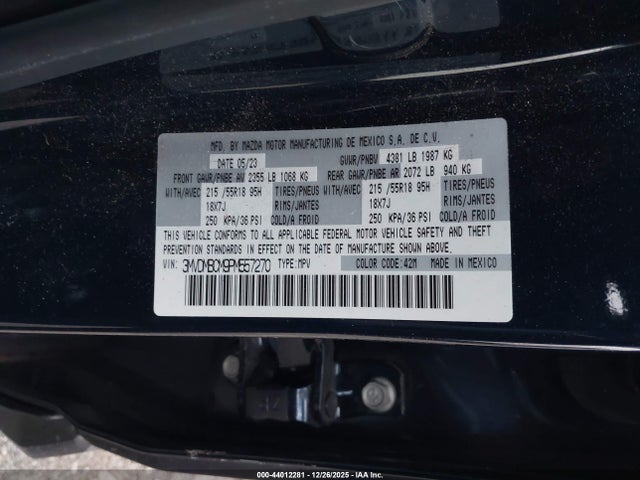 MFD. BY MAZDA MOTOR MANUFACTURING DE MEXICO S.A. DE C.V.
DATE 05/23 GVWR/PNBV 4381 LB 1987 KG
FRONT GAWR/PNBE AV 2355 LB 1068 KG REAR GAWR/PNBE AR 2072 LB 940 KG
WITH/AVEC 215 /55R18 95H TIRES/PNEUS WITH/AVEC 215 /55R18 95H TIRES/PNEUS
18X7J RIMS/JANTES 18X7J RIMS/JANTES
250 KPA/36 PSI COLD/A FROID 250 KPA/36 PSI COLD/A FROID
THIS VEHICLE CONFORMS TO ALL APPLICABLE FEDERAL MOTOR VEHICLE SAFETY AND THEFT
PREVENTION STANDARDS IN EFFECT ON THE DATE OF MANUFACTURE SHOWN ABOVE.
VIN: 3MVDMBCM9PM557270 TYPE:MPV COLOR CODE:42M MADE IN MEXICO
000-44012281 - 12/26/2025 - IAA Inc.